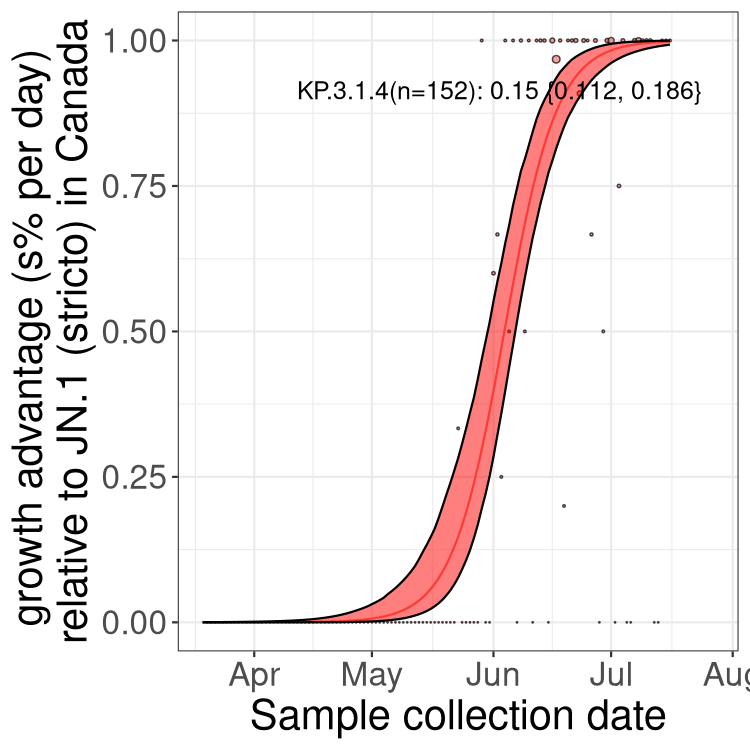 growth advantage (s% per day)
relative to JN.1 (stricto) in Canada
1.00
0.75
0.50
0.25
0.00
KP.3.1.4(n=152): 0.15 {0.112, 0.186}
Apr May Jun Jul Aug
Sample collection date